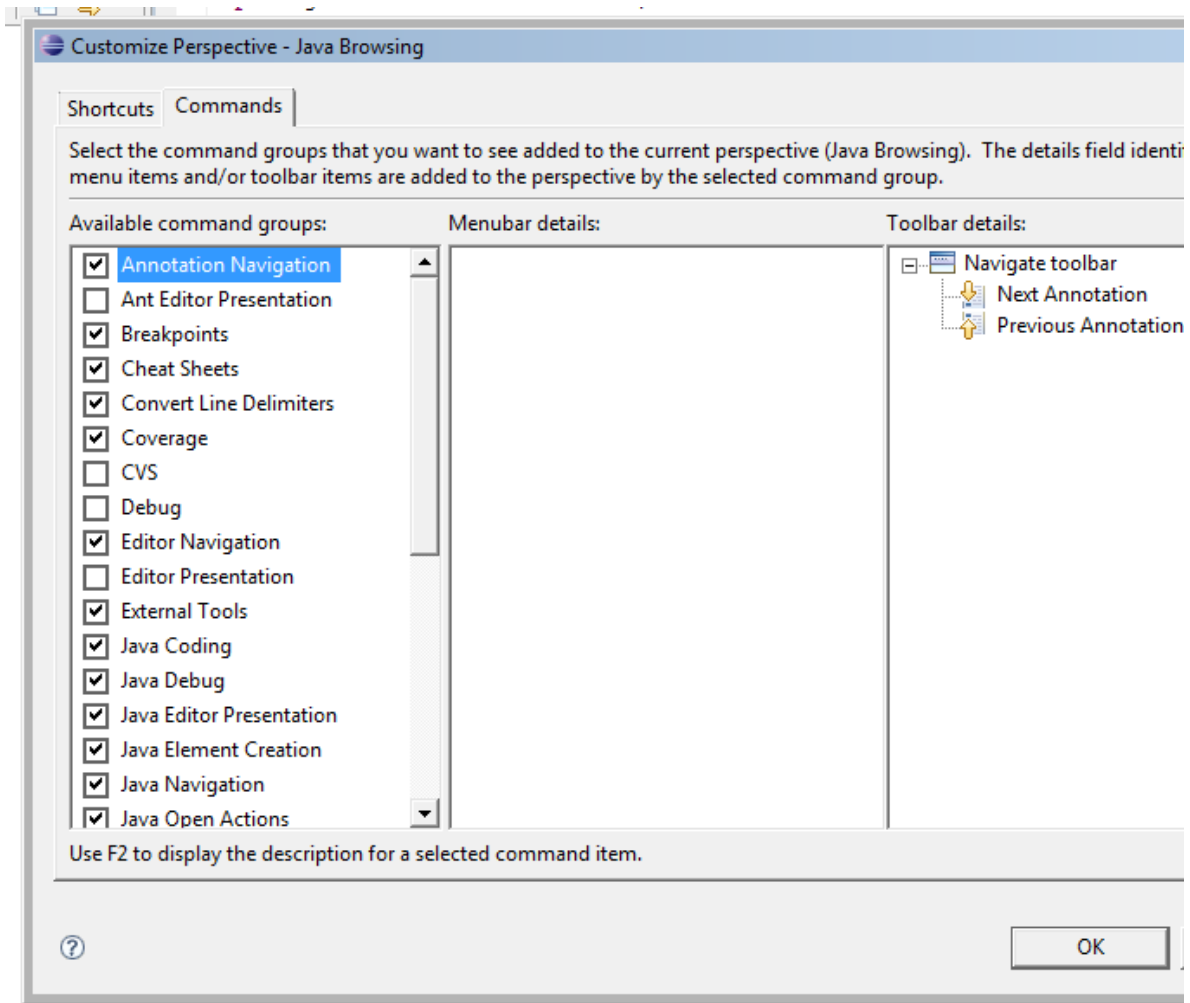 Customize Perspective - Java Browsing
Shortcuts Commands
Select the command groups that you want to see added to the current perspective (Java Browsing). The details field identi
menu items and/or toolbar items are added to the perspective by the selected command group.
Available command groups: Menubar details: Toolbar details:
Annotation Navigation
Ant Editor Presentation
Breakpoints
Cheat Sheets
Convert Line Delimiters
Coverage
CVS
Debug
Editor Navigation
Editor Presentation
External Tools
Java Coding
Java Debug
Java Editor Presentation
Java Element Creation
Java Navigation
Java Open Actions
Navigate toolbar
Next Annotation
Previous Annotation
Use F2 to display the description for a selected command item.
OK